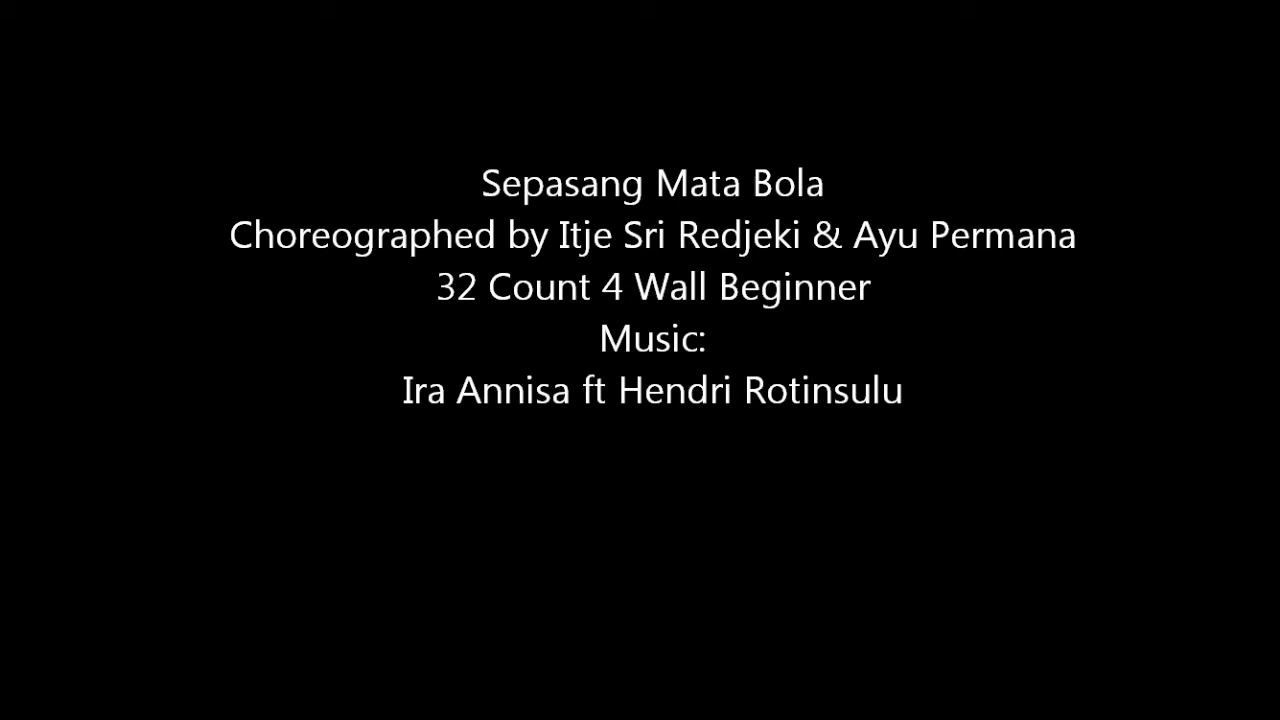 Sepasang Mata Bola
Choreographed by Itje Sri Redjeki & Ayu Permana
32 Count 4 Wall Beginner
Music:
Ira Annisa ft Hendri Rotinsulu